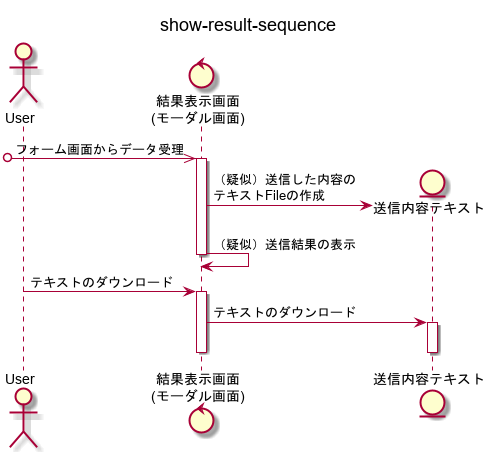 show-result-sequence
User
結果表示画面
(モーダル画面)
フォーム画面からデータ受理
（疑似）送信した内容の
テキストFileの作成
送信内容テキスト
（疑似）送信結果の表示
テキストのダウンロード
テキストのダウンロード
User
結果表示画面
(モーダル画面)
送信内容テキスト